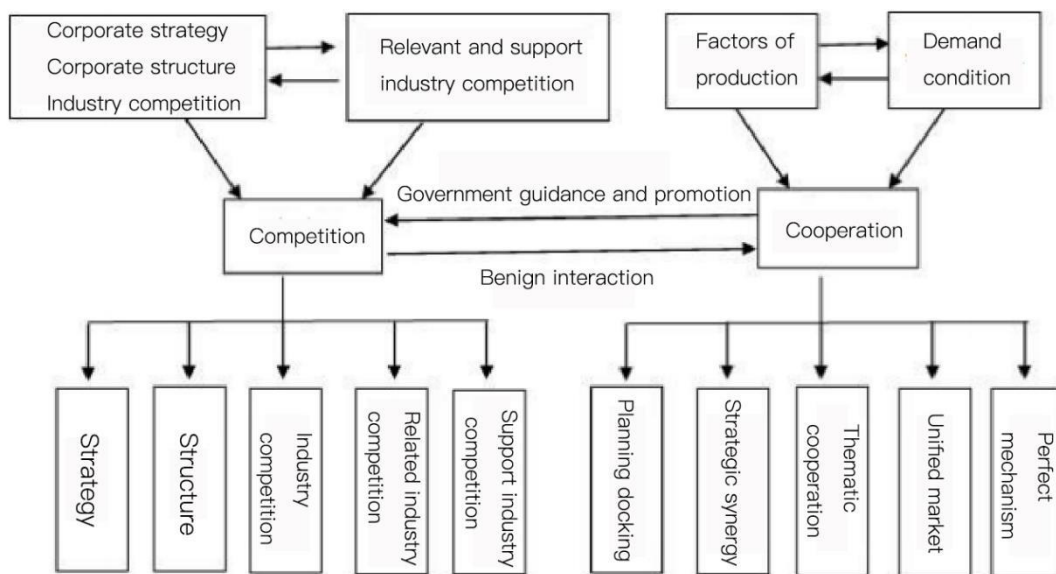 Corporate strategy
Corporate structure
Industry competition
Relevant and support
industry competition
Factors of
production
Demand
condition
Government guidance and promotion
Competition
Cooperation
Benign interaction
Strategy
Structure
Industry
competition
Related industry
competition
Support industry
competition
Planning docking
Strategic synergy
Thematic
cooperation
Unified market
Perfect
mechanism